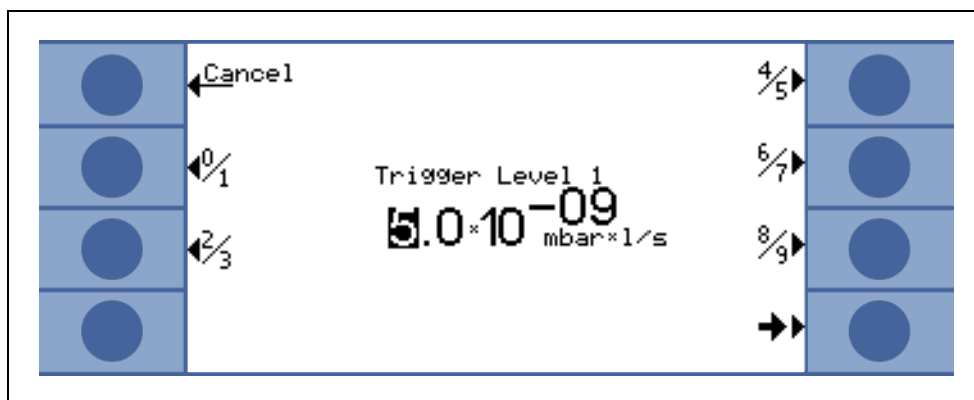 Cancel
4/5
0/1
6/7
Trigger Level 1
5.0×10⁻⁰⁹ mbar×l/s
2/3
8/9